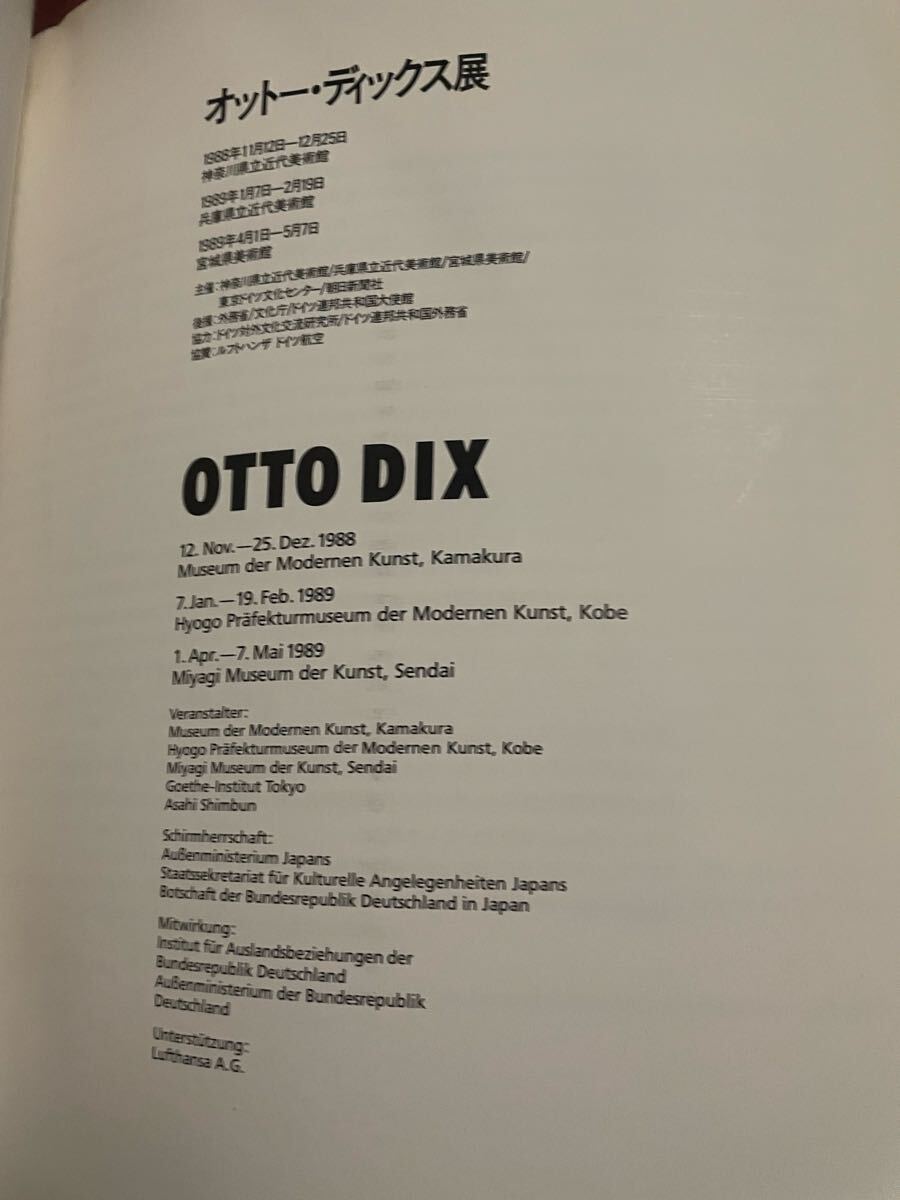 オットー・ディックス展
1988年11月12日—12月25日
神奈川県立近代美術館
1989年1月7日—2月19日
兵庫県立近代美術館
1989年4月1日—5月7日
宮城県美術館
主催：神奈川県立近代美術館/兵庫県立近代美術館/宮城県美術館/
東京ドイツ文化センター/朝日新聞社
後援：外務省/文化庁/ドイツ連邦共和国大使館
協力：ドイツ対外文化交流研究所/ドイツ連邦共和国外務省
協賛：ルフトハンザ ドイツ航空
OTTO DIX
12. Nov.—25. Dez. 1988
Museum der Modernen Kunst, Kamakura
7. Jan.—19. Feb. 1989
Hyogo Präfekturmuseum der Modernen Kunst, Kobe
1. Apr.—7. Mai 1989
Miyagi Museum der Kunst, Sendai
Veranstalter:
Museum der Modernen Kunst, Kamakura
Hyogo Präfekturmuseum der Modernen Kunst, Kobe
Miyagi Museum der Kunst, Sendai
Goethe-Institut Tokyo
Asahi Shimbun
Schirmherrschaft:
Außenministerium Japans
Staatssekretariat für Kulturelle Angelegenheiten Japans
Botschaft der Bundesrepublik Deutschland in Japan
Mitwirkung:
Institut für Auslandsbeziehungen der
Bundesrepublik Deutschland
Außenministerium der Bundesrepublik
Deutschland
Unterstützung:
Lufthansa A.G.